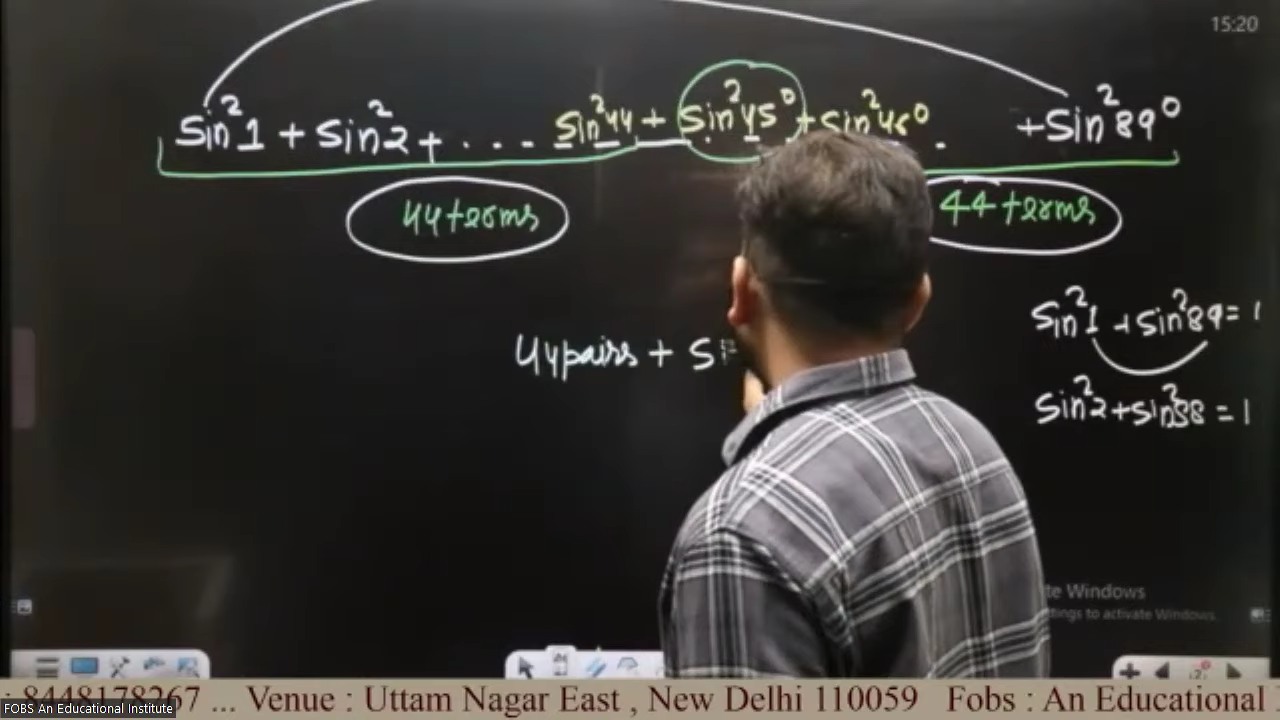 15:20
sin²1 + sin²2 + . . . - sin²44 + sin²45° + sin²46° . +sin²89°
44 terms 44 terms
sin²1 + sin²89 = 1
44 pairs + s
sin²2 + sin²88 = 1
te Windows
ttings to activate Windows.
: 8448178267 ... Venue : Uttam Nagar East , New Delhi 110059 Fobs : An Educational
FOBS An Educational Institute